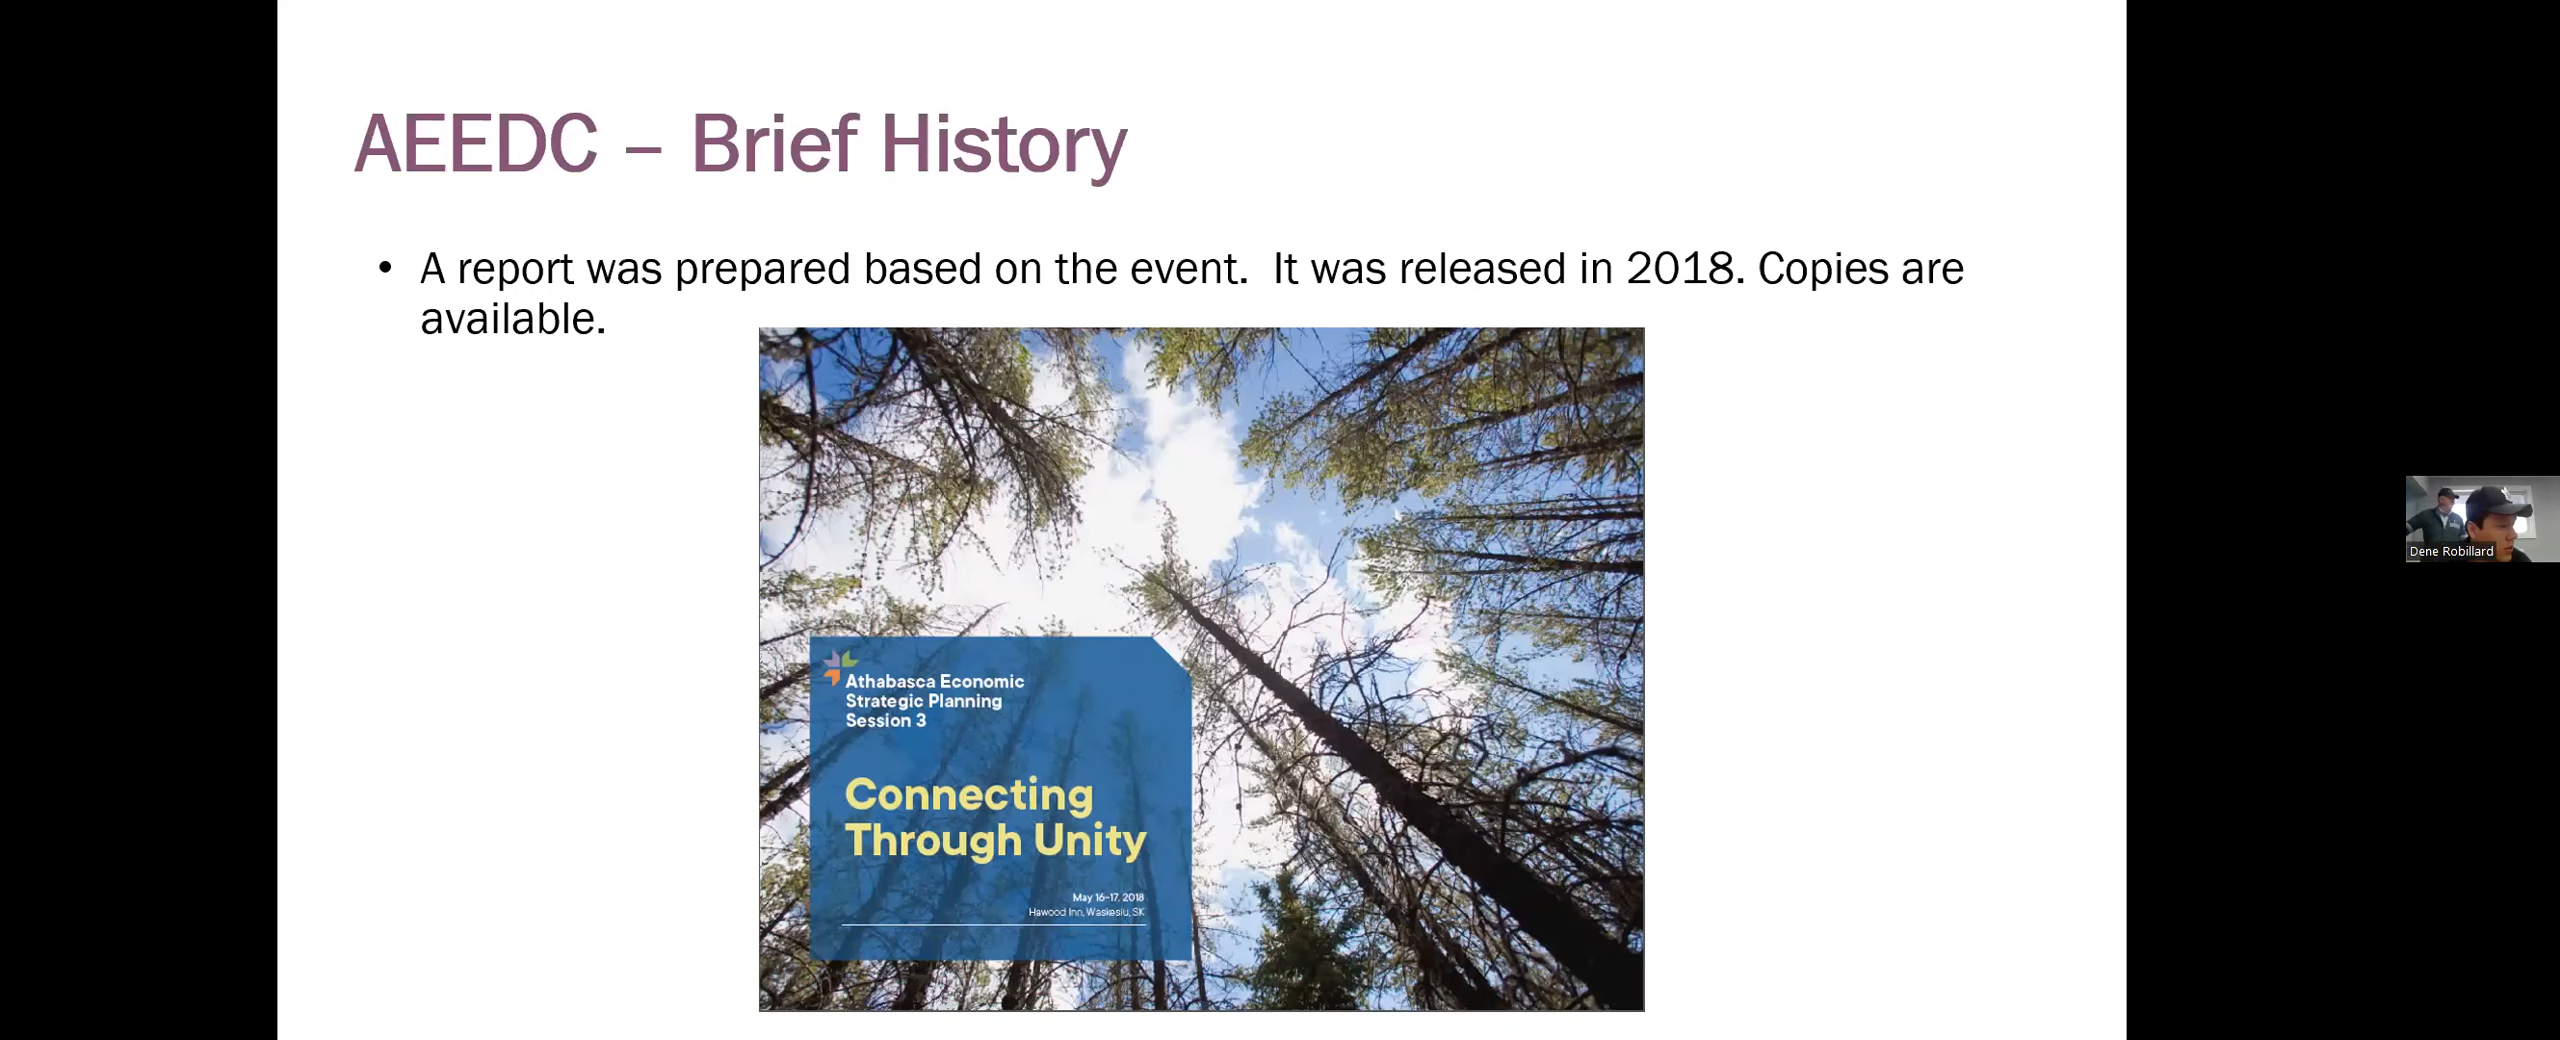 AEEDC – Brief History
• A report was prepared based on the event.  It was released in 2018. Copies are
available.
Athabasca Economic
Strategic Planning
Session 3
Connecting
Through Unity
May 16-17, 2018
Hawood Inn, Waskesiu, SK
Dene Robillard